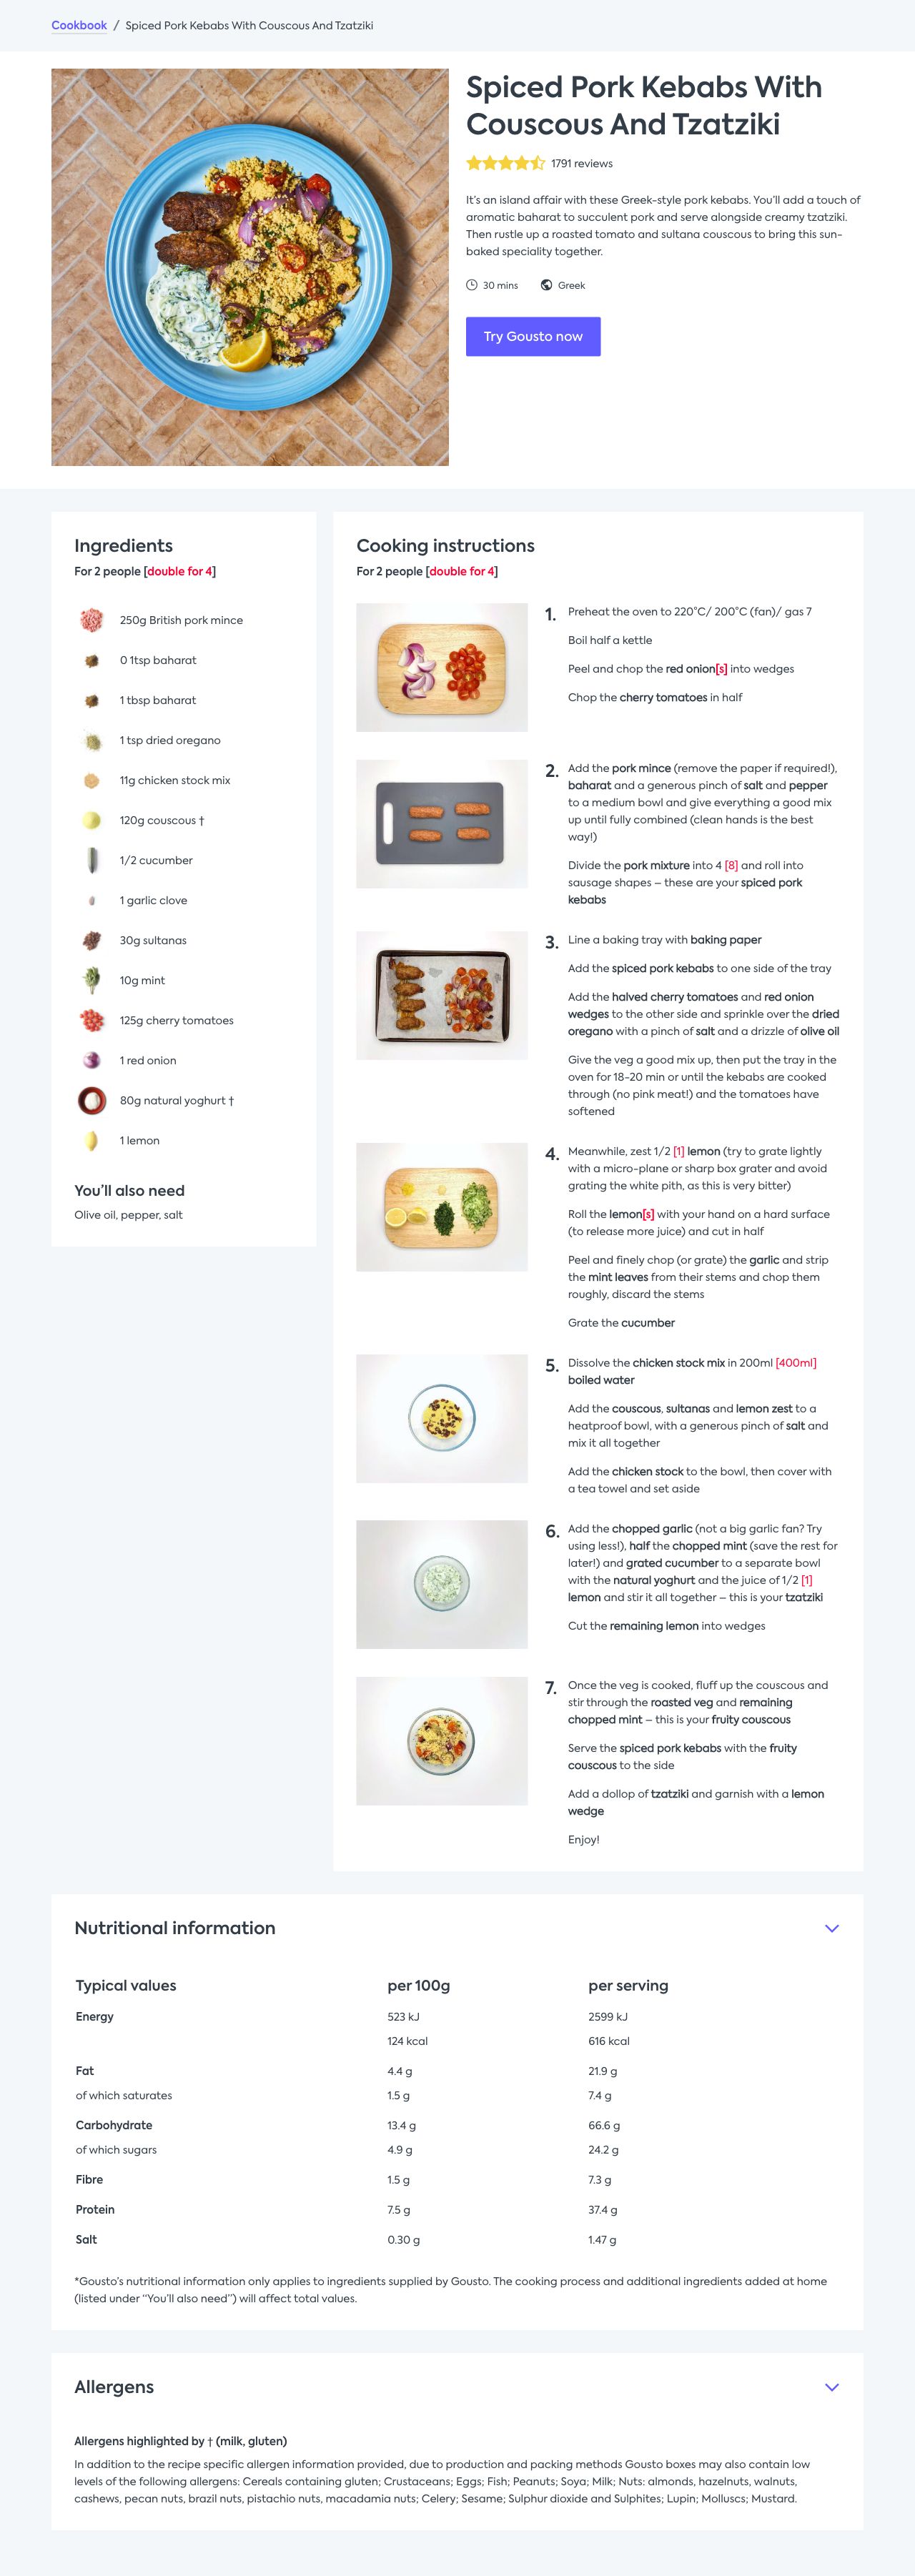 Cookbook / Spiced Pork Kebabs With Couscous And Tzatziki
Spiced Pork Kebabs With
Couscous And Tzatziki
1791 reviews
It's an island affair with these Greek-style pork kebabs. You'll add a touch of
aromatic baharat to succulent pork and serve alongside creamy tzatziki.
Then rustle up a roasted tomato and sultana couscous to bring this sun-
baked speciality together.
30 mins Greek
Try Gousto now
Ingredients
For 2 people [double for 4]
250g British pork mince
0 1tsp baharat
1 tbsp baharat
1 tsp dried oregano
11g chicken stock mix
120g couscous †
1/2 cucumber
1 garlic clove
30g sultanas
10g mint
125g cherry tomatoes
1 red onion
80g natural yoghurt †
1 lemon
You'll also need
Olive oil, pepper, salt
Cooking instructions
For 2 people [double for 4]
1. Preheat the oven to 220°C/ 200°C (fan)/ gas 7
Boil half a kettle
Peel and chop the red onion[s] into wedges
Chop the cherry tomatoes in half
2. Add the pork mince (remove the paper if required!),
baharat and a generous pinch of salt and pepper
to a medium bowl and give everything a good mix
up until fully combined (clean hands is the best
way!)
Divide the pork mixture into 4 [8] and roll into
sausage shapes – these are your spiced pork
kebabs
3. Line a baking tray with baking paper
Add the spiced pork kebabs to one side of the tray
Add the halved cherry tomatoes and red onion
wedges to the other side and sprinkle over the dried
oregano with a pinch of salt and a drizzle of olive oil
Give the veg a good mix up, then put the tray in the
oven for 18-20 min or until the kebabs are cooked
through (no pink meat!) and the tomatoes have
softened
4. Meanwhile, zest 1/2 [1] lemon (try to grate lightly
with a micro-plane or sharp box grater and avoid
grating the white pith, as this is very bitter)
Roll the lemon[s] with your hand on a hard surface
(to release more juice) and cut in half
Peel and finely chop (or grate) the garlic and strip
the mint leaves from their stems and chop them
roughly, discard the stems
Grate the cucumber
5. Dissolve the chicken stock mix in 200ml [400ml]
boiled water
Add the couscous, sultanas and lemon zest to a
heatproof bowl, with a generous pinch of salt and
mix it all together
Add the chicken stock to the bowl, then cover with
a tea towel and set aside
6. Add the chopped garlic (not a big garlic fan? Try
using less!), half the chopped mint (save the rest for
later!) and grated cucumber to a separate bowl
with the natural yoghurt and the juice of 1/2 [1]
lemon and stir it all together – this is your tzatziki
Cut the remaining lemon into wedges
7. Once the veg is cooked, fluff up the couscous and
stir through the roasted veg and remaining
chopped mint – this is your fruity couscous
Serve the spiced pork kebabs with the fruity
couscous to the side
Add a dollop of tzatziki and garnish with a lemon
wedge
Enjoy!
Nutritional information
Typical values per 100g per serving
Energy 523 kJ 2599 kJ
124 kcal 616 kcal
Fat 4.4 g 21.9 g
of which saturates 1.5 g 7.4 g
Carbohydrate 13.4 g 66.6 g
of which sugars 4.9 g 24.2 g
Fibre 1.5 g 7.3 g
Protein 7.5 g 37.4 g
Salt 0.30 g 1.47 g
*Gousto's nutritional information only applies to ingredients supplied by Gousto. The cooking process and additional ingredients added at home
(listed under "You'll also need") will affect total values.
Allergens
Allergens highlighted by † (milk, gluten)
In addition to the recipe specific allergen information provided, due to production and packing methods Gousto boxes may also contain low
levels of the following allergens: Cereals containing gluten; Crustaceans; Eggs; Fish; Peanuts; Soya; Milk; Nuts: almonds, hazelnuts, walnuts,
cashews, pecan nuts, brazil nuts, pistachio nuts, macadamia nuts; Celery; Sesame; Sulphur dioxide and Sulphites; Lupin; Molluscs; Mustard.